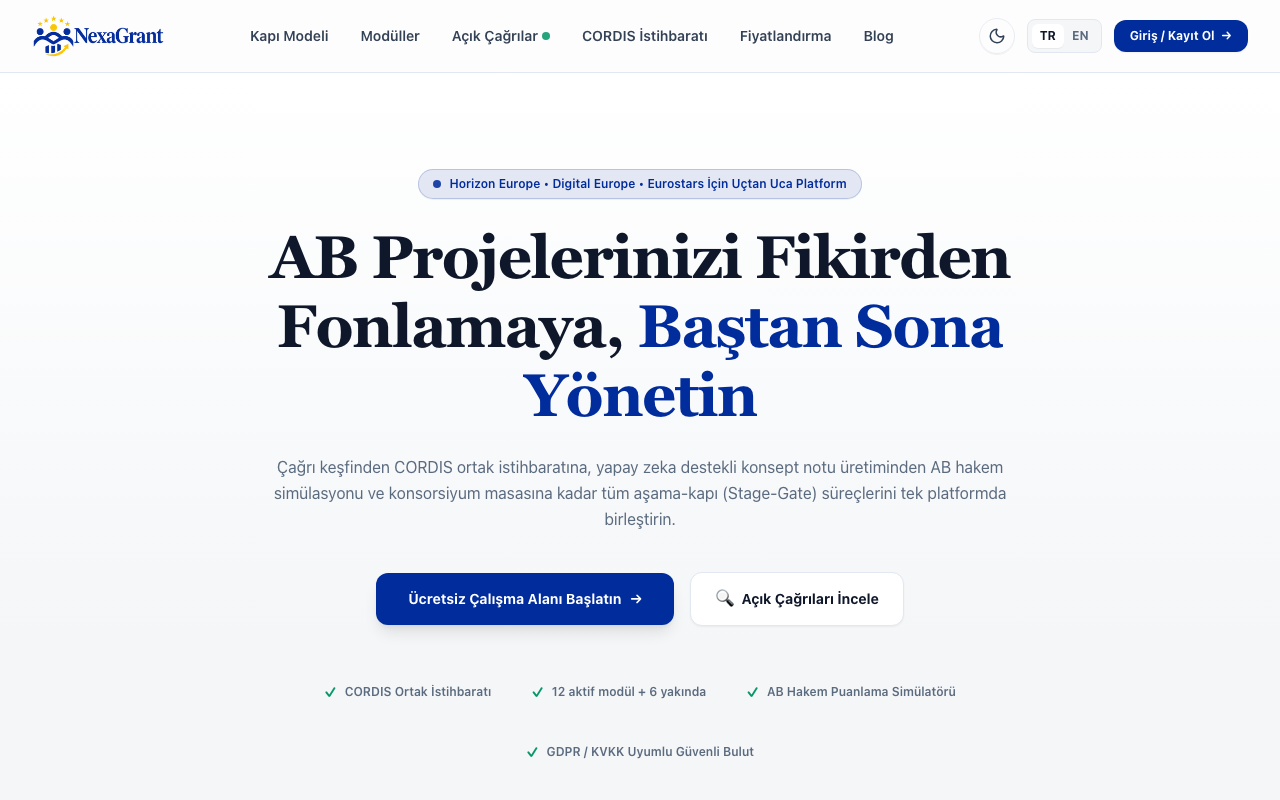 NexaGrant
Kapı Modeli
Modüller
Açık Çağrılar
CORDIS İstihbaratı
Fiyatlandırma
Blog
TR
EN
Giriş / Kayıt Ol →
Horizon Europe • Digital Europe • Eurostars İçin Uçtan Uca Platform
AB Projelerinizi Fikirden
Fonlamaya, Baştan Sona
Yönetin
Çağrı keşfinden CORDIS ortak istihbaratına, yapay zeka destekli konsept notu üretiminden AB hakem
simülasyonu ve konsorsiyum masasına kadar tüm aşama-kapı (Stage-Gate) süreçlerini tek platformda
birleştirin.
Ücretsiz Çalışma Alanı Başlatın →
🔍 Açık Çağrıları İncele
✓ CORDIS Ortak İstihbaratı
✓ 12 aktif modül + 6 yakında
✓ AB Hakem Puanlama Simülatörü
✓ GDPR / KVKK Uyumlu Güvenli Bulut